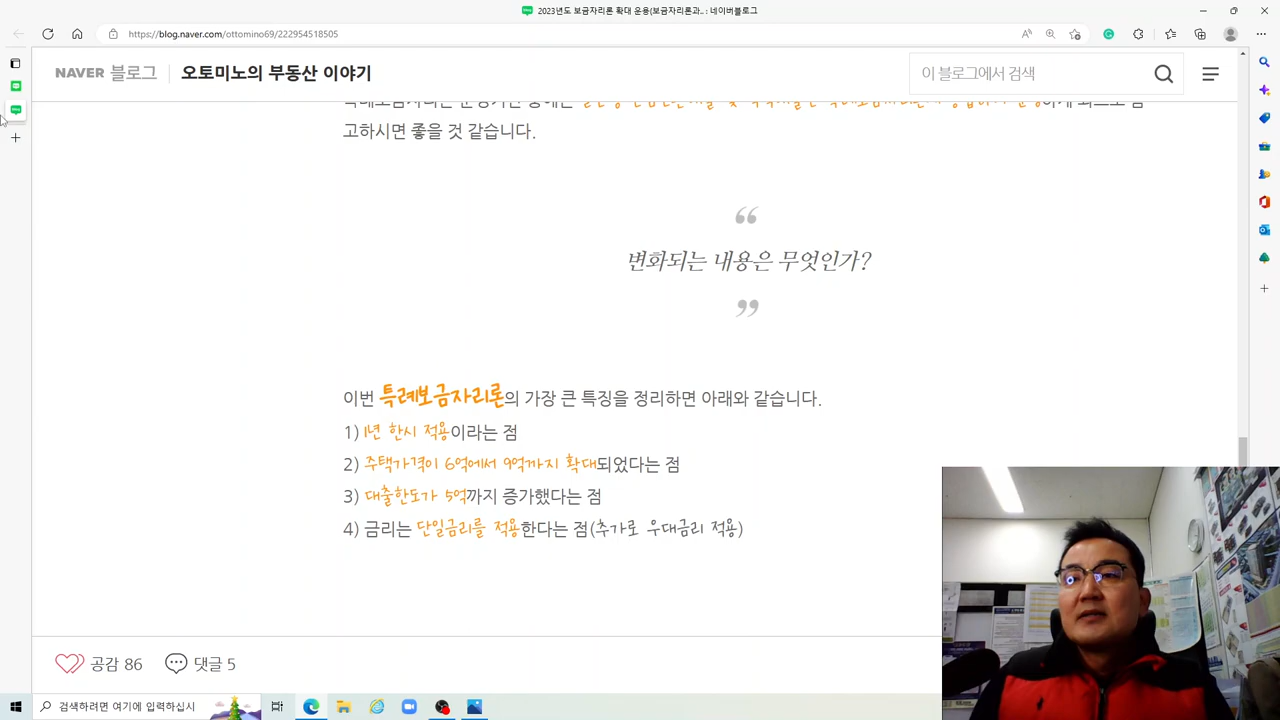 2023년도 보금자리론 확대 운용(보금자리론과.. : 네이버블로그
https://blog.naver.com/ottomino69/222954518505
NAVER 블로그 오토미노의 부동산 이야기
이 블로그에서 검색
고하시면 좋을 것 같습니다.
“
변화되는 내용은 무엇인가?
”
이번 특례보금자리론의 가장 큰 특징을 정리하면 아래와 같습니다.
1) 1년 한시 적용이라는 점
2) 주택가격이 6억에서 9억까지 확대되었다는 점
3) 대출한도가 5억까지 증가했다는 점
4) 금리는 단일금리를 적용한다는 점(추가로 우대금리 적용)
공감 86 댓글 5
검색하려면 여기에 입력하십시